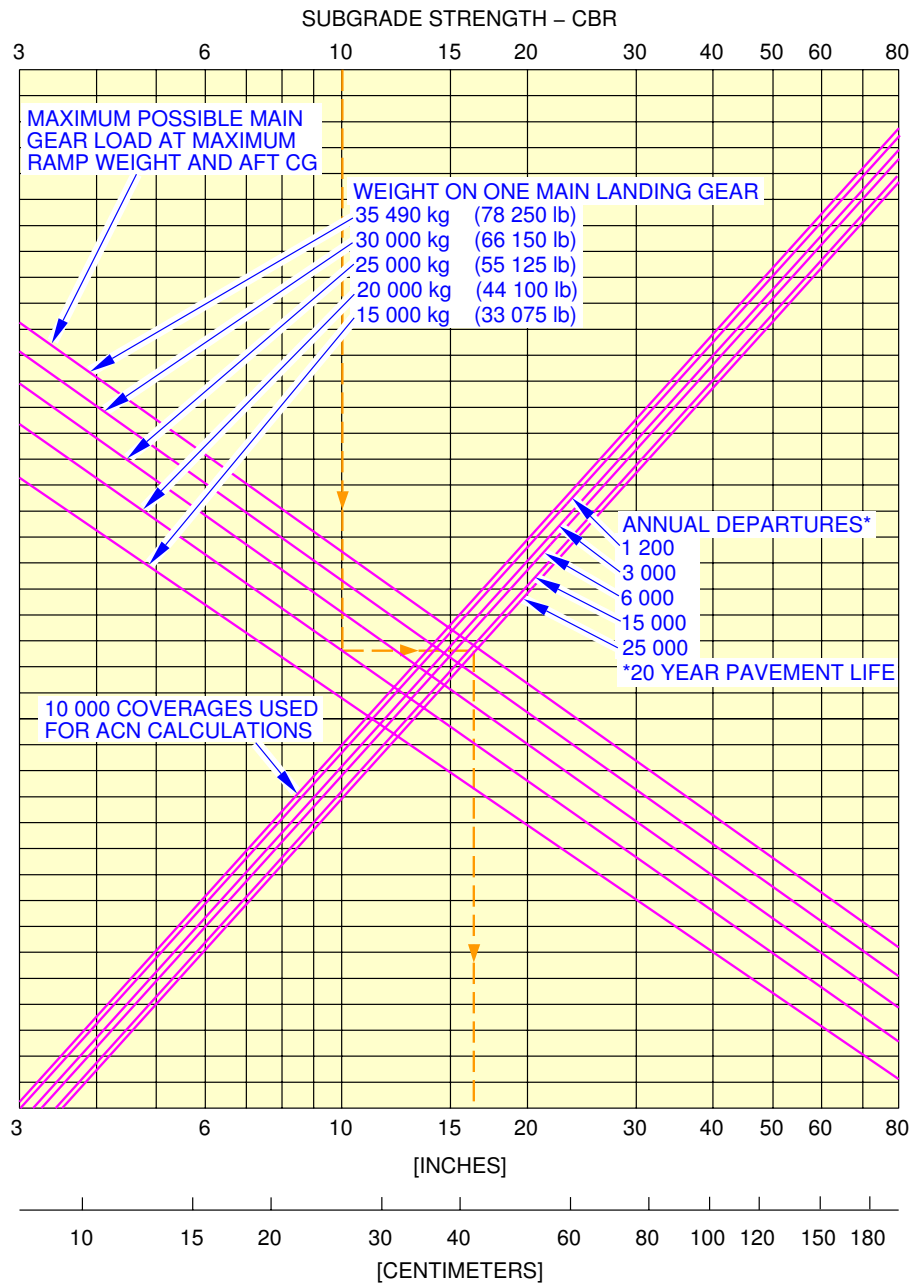 SUBGRADE STRENGTH – CBR
3 6 10 15 20 30 40 50 60 80
MAXIMUM POSSIBLE MAIN
GEAR LOAD AT MAXIMUM
RAMP WEIGHT AND AFT CG
WEIGHT ON ONE MAIN LANDING GEAR
35 490 kg (78 250 lb)
30 000 kg (66 150 lb)
25 000 kg (55 125 lb)
20 000 kg (44 100 lb)
15 000 kg (33 075 lb)
ANNUAL DEPARTURES*
1 200
3 000
6 000
15 000
25 000
*20 YEAR PAVEMENT LIFE
10 000 COVERAGES USED
FOR ACN CALCULATIONS
3 6 10 15 20 30 40 50 60 80
[INCHES]
10 15 20 30 40 60 80 100 120 150 180
[CENTIMETERS]